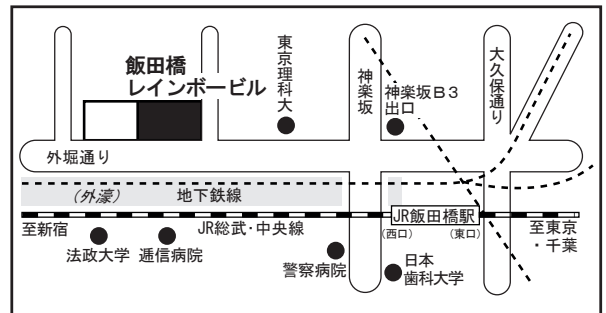 飯田橋
レインボービル
東京理科大
神楽坂
神楽坂B3
出口
大久保通り
外堀通り
(外濠)
地下鉄線
JR飯田橋駅
(西口)
(東口)
至新宿
JR総武・中央線
至東京
・千葉
法政大学
逓信病院
警察病院
日本
歯科大学